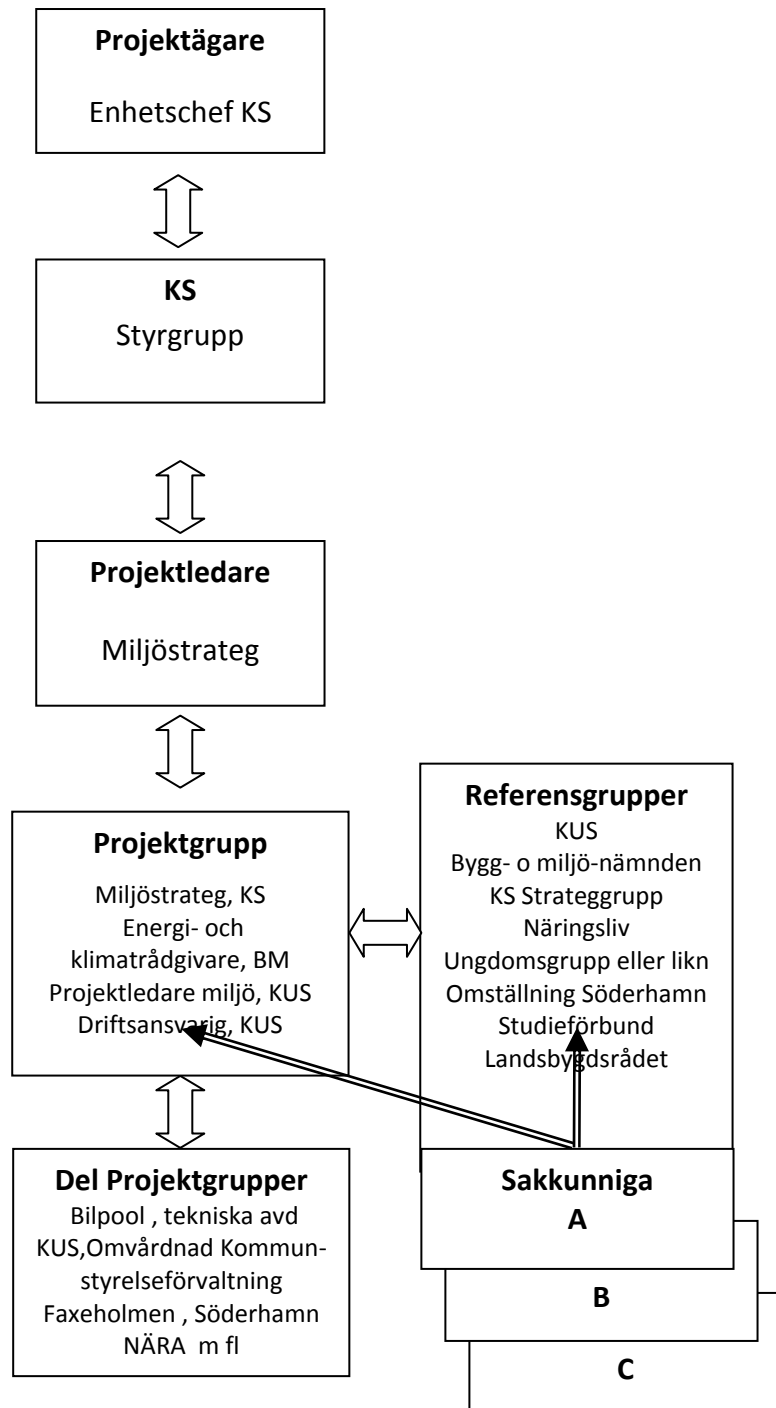 Projektägare
Enhetschef KS
KS
Styrgrupp
Projektledare
Miljöstrateg
Projektgrupp
Miljöstrateg, KS
Energi- och
klimatrådgivare, BM
Projektledare miljö, KUS
Driftsansvarig, KUS
Referensgrupper
KUS
Bygg- o miljö-nämnden
KS Strateggrupp
Näringsliv
Ungdomsgrupp eller likn
Omställning Söderhamn
Studieförbund
Landsbygdsrådet
Del Projektgrupper
Bilpool , tekniska avd
KUS,Omvårdnad Kommun-
styrelseförvaltning
Faxeholmen , Söderhamn
NÄRA m fl
Sakkunniga
A
B
C